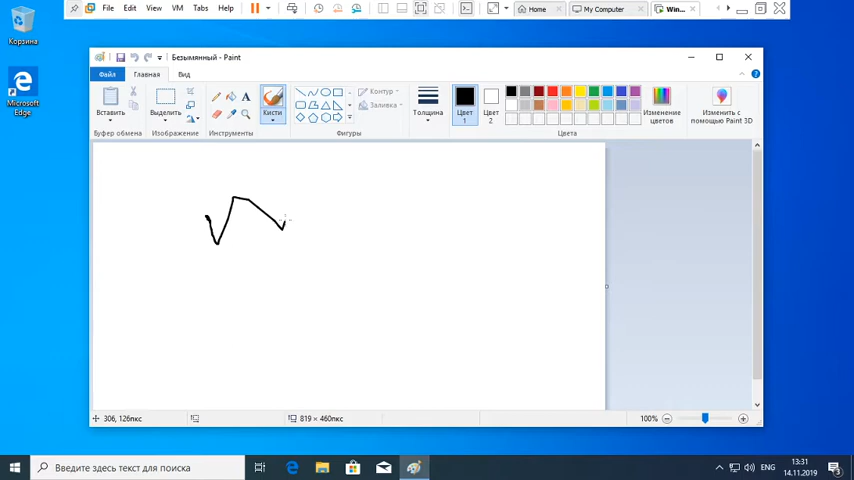 File Edit View VM Tabs Help Home My Computer Win...
Корзина
Microsoft Edge
Безымянный - Paint
Файл Главная Вид
Вставить Выделить Кисти Контур Заливка Толщина Цвет 1 Цвет 2 Изменение цветов Изменить с помощью Paint 3D
Буфер обмена Изображение Инструменты Фигуры Цвета
306, 126пкс 819 × 460пкс 100%
Введите здесь текст для поиска ENG 13:31
14.11.2019 3